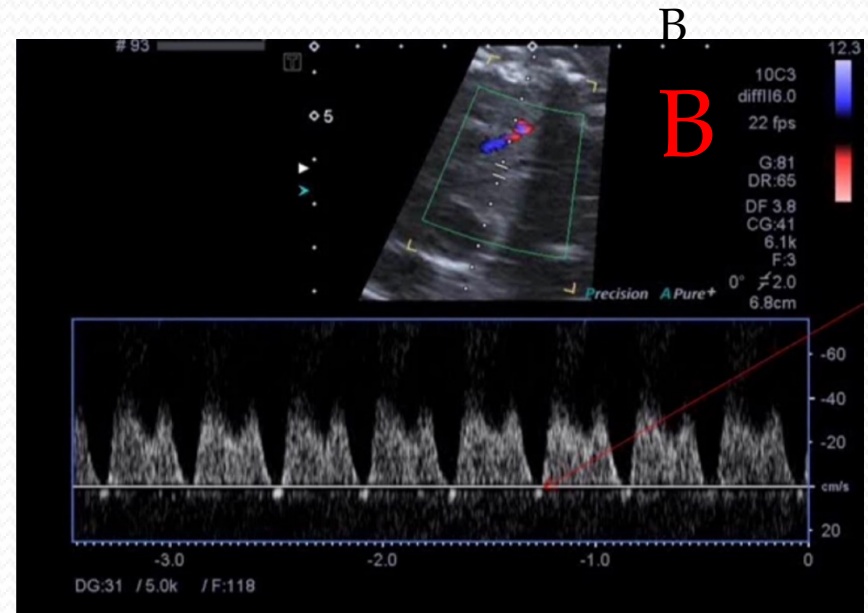 B
# 93
12.3
T
5
B
10C3
diffII6.0
22 fps
G:81
DR:65
DF 3.8
CG:41
6.1k
F:3
0° 2.0
6.8cm
Precision APure+
-60
-40
-20
cm/s
20
-3.0 -2.0 -1.0 0
DG:31 / 5.0k / F:118